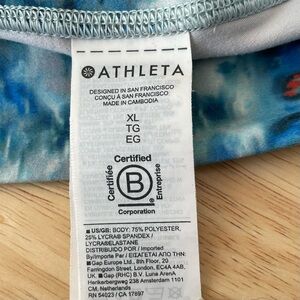 ATHLETA
DESIGNED IN SAN FRANCISCO
CONÇU À SAN FRANCISCO
MADE IN CAMBODIA
XL
TG
EG
Certified
Certifiée
B
Entreprise
Corporation
■ US/GB: BODY: 75% POLYESTER,
25% LYCRA® SPANDEX /
LYCRA®ELASTANE
Distributed by / Importado
By/Importé Par / ΕΙΣΑΓΕΤΑΙ ΑΠΟ ΤΗΝ:
■ Gap Europe Ltd., 8th Floor, 20
Farringdon Street, London, EC4A 4AB,
UK. ■ Gap (RHC) B.V. Luna ArenA
Herikerbergweg 238 Amsterdam 1101
CM, Netherlands
RN 54023 / CA 17897